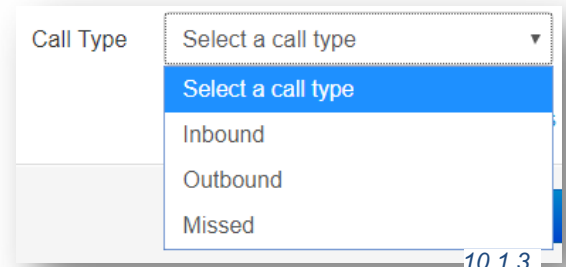 Call Type Select a call type
Select a call type
Inbound
Outbound
Missed
10.1.3